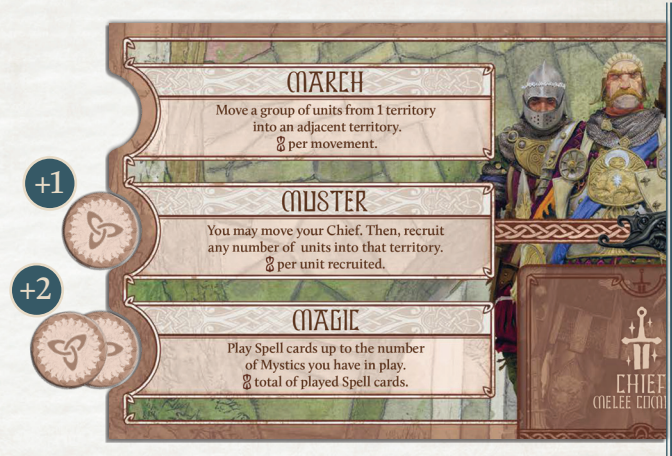 MARCH
Move a group of units from 1 territory
into an adjacent territory.
per movement.
+1
MUSTER
You may move your Chief. Then, recruit
any number of units into that territory.
per unit recruited.
+2
MAGIC
Play Spell cards up to the number
of Mystics you have in play.
total of played Spell cards.
CHIEF
MELEE